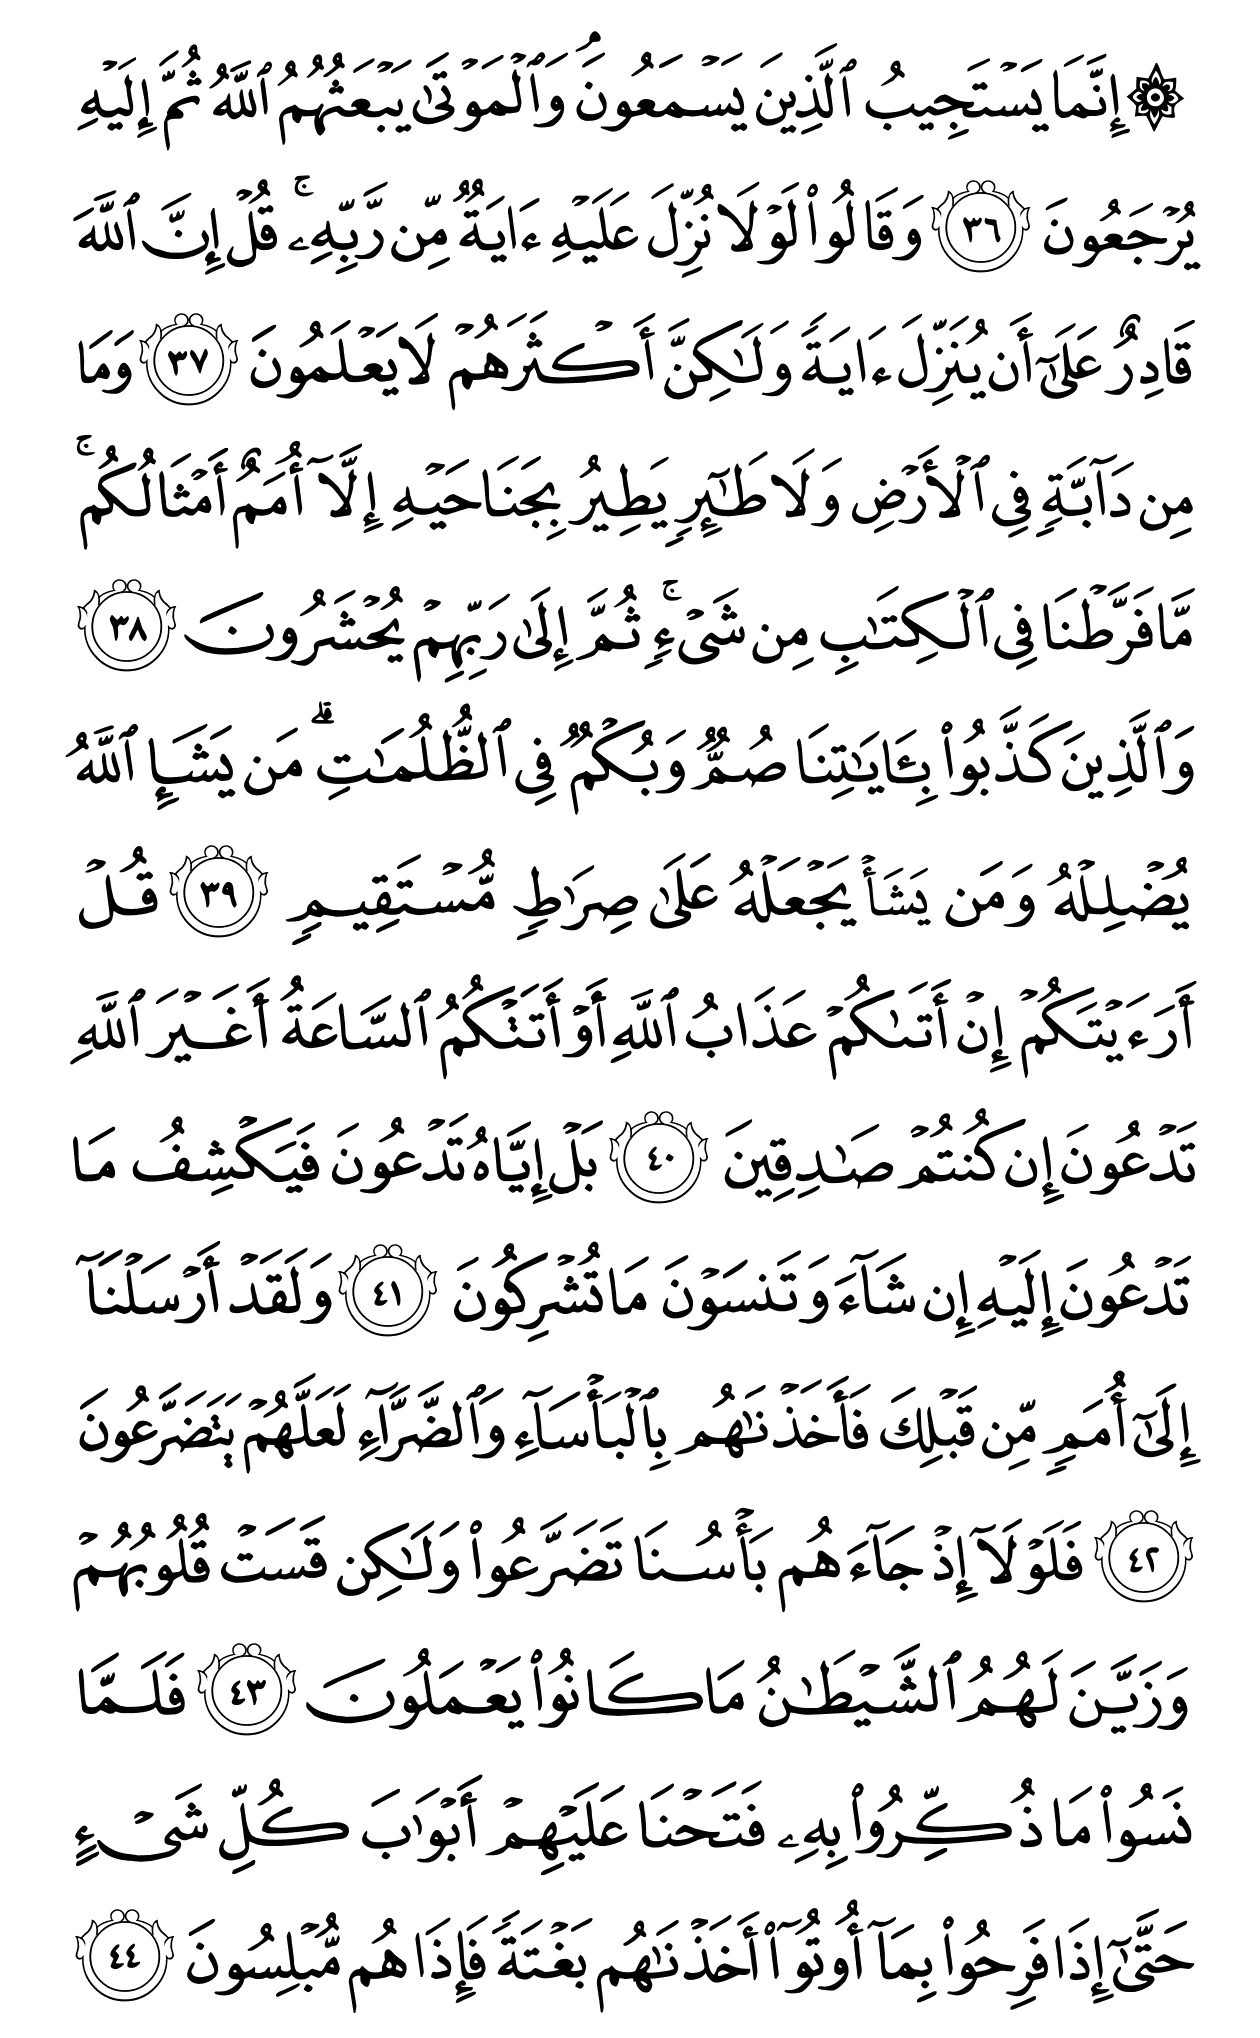 ۞ إِنَّمَا يَسْتَجِيبُ ٱلَّذِينَ يَسْمَعُونَۘ وَٱلْمَوْتَىٰ يَبْعَثُهُمُ ٱللَّهُ ثُمَّ إِلَيْهِ
يُرْجَعُونَ ٣٦ وَقَالُوا۟ لَوْلَا نُزِّلَ عَلَيْهِ ءَايَةٌ مِّن رَّبِّهِۦۚ قُلْ إِنَّ ٱللَّهَ
قَادِرٌ عَلَىٰٓ أَن يُنَزِّلَ ءَايَةً وَلَـٰكِنَّ أَكْثَرَهُمْ لَا يَعْلَمُونَ ٣٧ وَمَا
مِن دَآبَّةٍ فِى ٱلْأَرْضِ وَلَا طَـٰٓئِرٍ يَطِيرُ بِجَنَاحَيْهِ إِلَّآ أُمَمٌ أَمْثَالُكُمۚ
مَّا فَرَّطْنَا فِى ٱلْكِتَـٰبِ مِن شَىْءٍۚ ثُمَّ إِلَىٰ رَبِّهِمْ يُحْشَرُونَ ٣٨
وَٱلَّذِينَ كَذَّبُوا۟ بِـَٔايَـٰتِنَا صُمٌّ وَبُكْمٌ فِى ٱلظُّلُمَـٰتِۗ مَن يَشَإِ ٱللَّهُ
يُضْلِلْهُ وَمَن يَشَأْ يَجْعَلْهُ عَلَىٰ صِرَٰطٍ مُّسْتَقِيمٍ ٣٩ قُلْ
أَرَءَيْتَكُمْ إِنْ أَتَىٰكُمْ عَذَابُ ٱللَّهِ أَوْ أَتَتْكُمُ ٱلسَّاعَةُ أَغَيْرَ ٱللَّهِ
تَدْعُونَ إِن كُنتُمْ صَـٰدِقِينَ ٤٠ بَلْ إِيَّاهُ تَدْعُونَ فَيَكْشِفُ مَا
تَدْعُونَ إِلَيْهِ إِن شَآءَ وَتَنسَوْنَ مَا تُشْرِكُونَ ٤١ وَلَقَدْ أَرْسَلْنَآ
إِلَىٰٓ أُمَمٍ مِّن قَبْلِكَ فَأَخَذْنَـٰهُم بِٱلْبَأْسَآءِ وَٱلضَّرَّآءِ لَعَلَّهُمْ يَتَضَرَّعُونَ
٤٢ فَلَوْلَآ إِذْ جَآءَهُم بَأْسُنَا تَضَرَّعُوا۟ وَلَـٰكِن قَسَتْ قُلُوبُهُمْ
وَزَيَّنَ لَهُمُ ٱلشَّيْطَـٰنُ مَا كَانُوا۟ يَعْمَلُونَ ٤٣ فَلَمَّا
نَسُوا۟ مَا ذُكِّرُوا۟ بِهِۦ فَتَحْنَا عَلَيْهِمْ أَبْوَٰبَ كُلِّ شَىْءٍ
حَتَّىٰٓ إِذَا فَرِحُوا۟ بِمَآ أُوتُوٓا۟ أَخَذْنَـٰهُم بَغْتَةً فَإِذَا هُم مُّبْلِسُونَ ٤٤